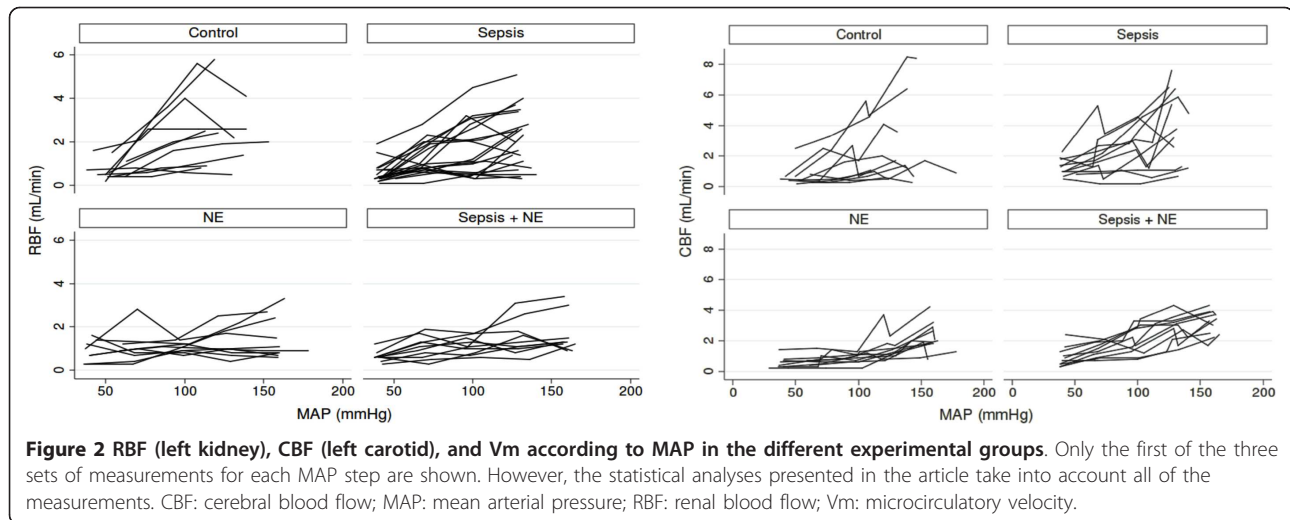 Control Sepsis
6
4
2
0
RBF (mL/min)
NE Sepsis + NE
6
4
2
0
50 100 150 200 50 100 150 200
MAP (mmHg)
Control Sepsis
8
6
4
2
0
CBF (mL/min)
NE Sepsis + NE
8
6
4
2
0
0 50 100 150 200 0 50 100 150 200
MAP (mmHg)
Figure 2 RBF (left kidney), CBF (left carotid), and Vm according to MAP in the different experimental groups. Only the first of the three
sets of measurements for each MAP step are shown. However, the statistical analyses presented in the article take into account all of the
measurements. CBF: cerebral blood flow; MAP: mean arterial pressure; RBF: renal blood flow; Vm: microcirculatory velocity.